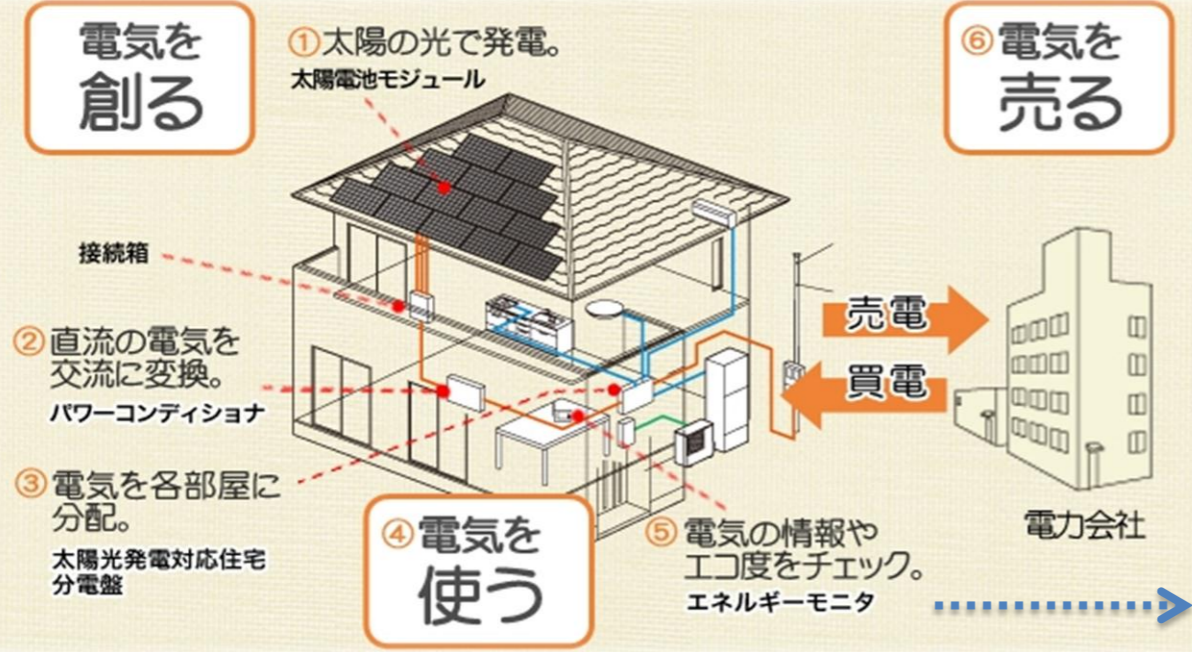 電気を
創る
①太陽の光で発電。
太陽電池モジュール
⑥電気を
売る
接続箱
②直流の電気を
交流に変換。
パワーコンディショナ
③電気を各部屋に
分配。
太陽光発電対応住宅
分電盤
④電気を
使う
⑤電気の情報や
エコ度をチェック。
エネルギーモニタ
売電
買電
電力会社